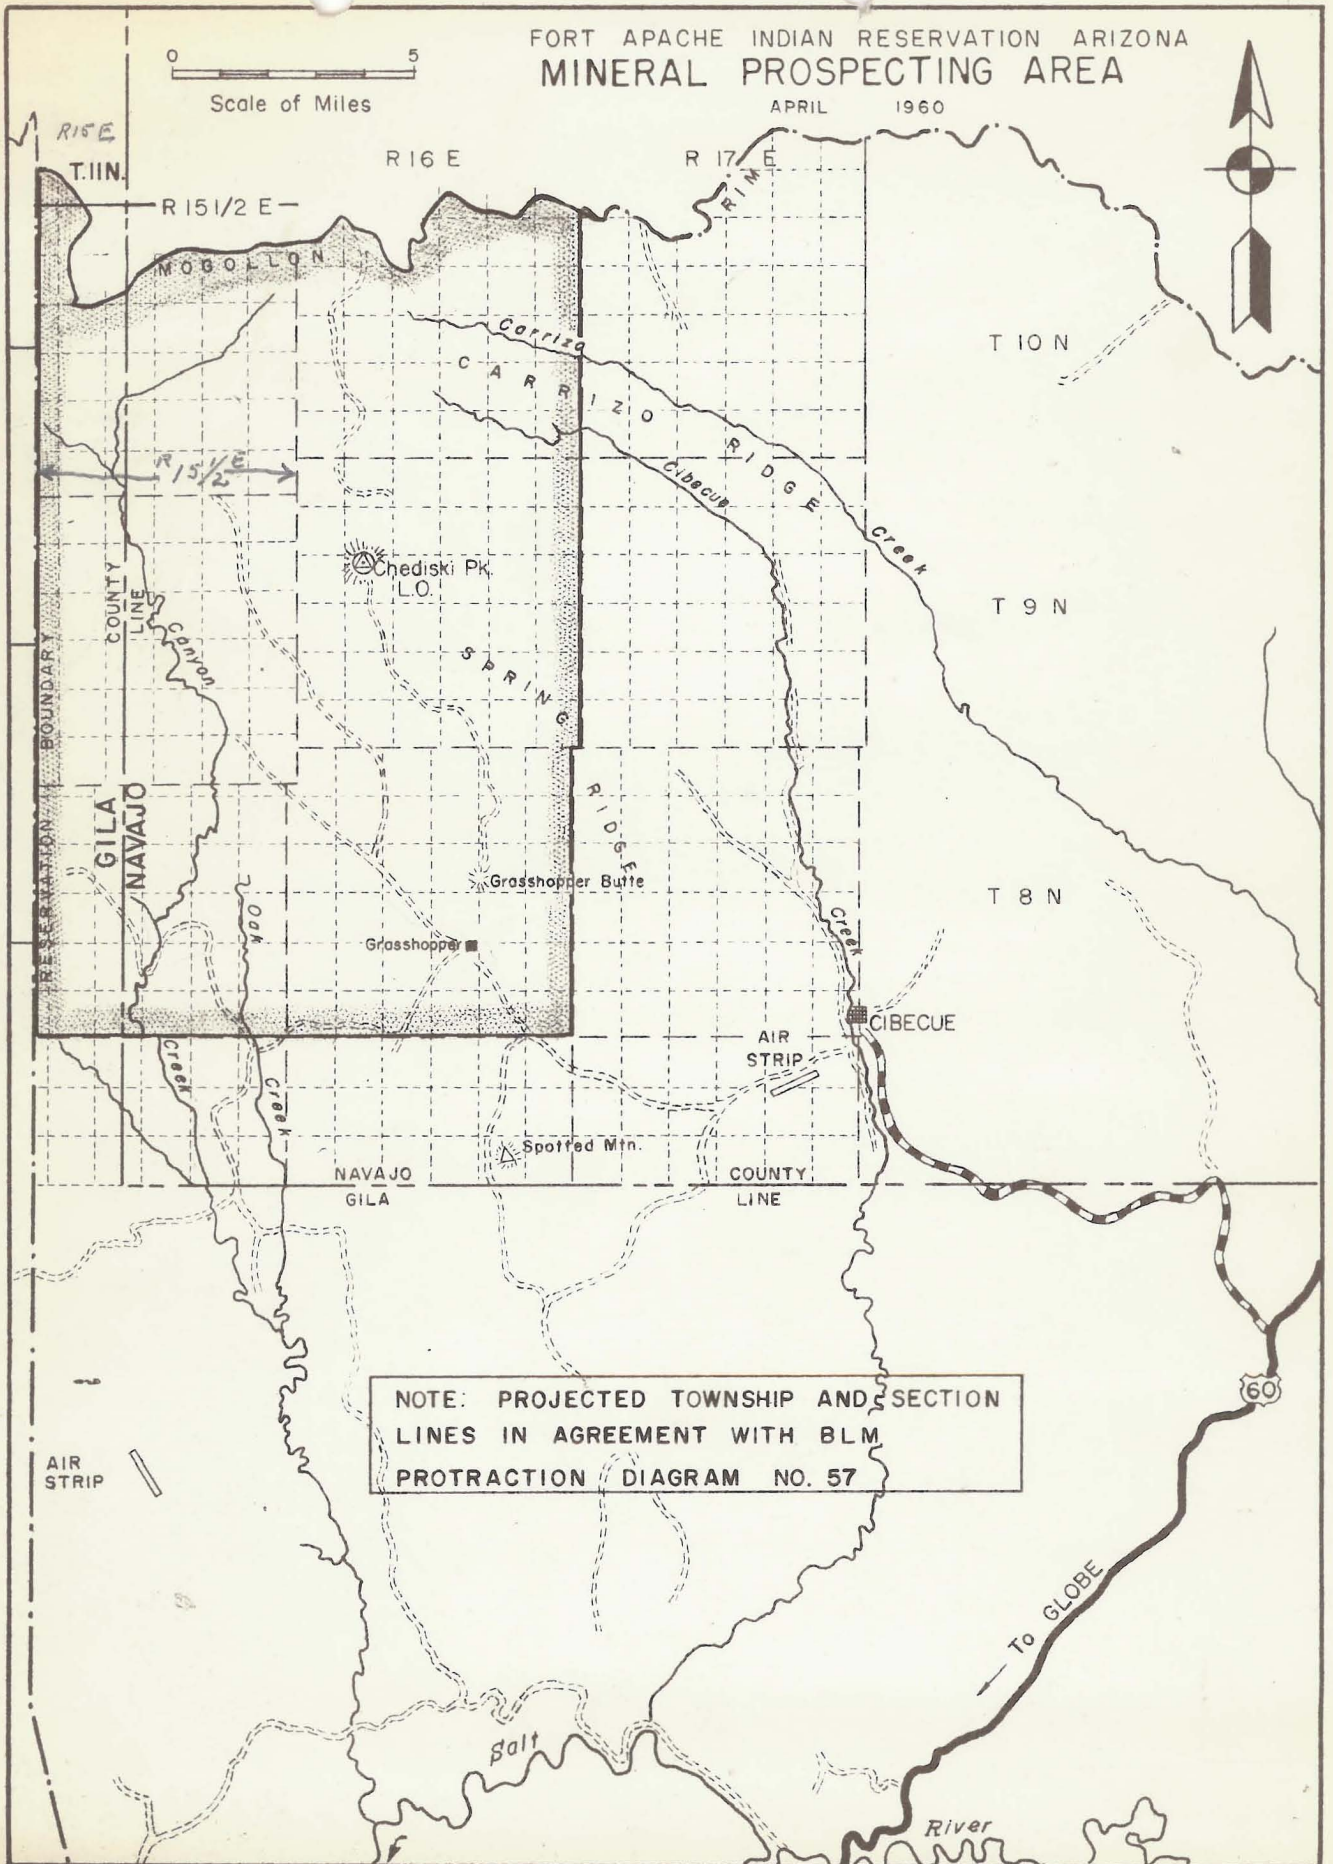 FORT APACHE INDIAN RESERVATION ARIZONA
MINERAL PROSPECTING AREA
APRIL 1960
0 5
Scale of Miles
R15E
T.11N.
R 16 E
R 17 E
R 15 1/2 E
RIM
MOGOLLON
Carrizo
CARRIZO
RIDGE
T 10 N
R 15 1/2 E
Cibecue
Creek
Chediski Pk.
L.O.
COUNTY
LINE
Canyon
T 9 N
SPRING
RIDGE
RESERVATION BOUNDARY
GILA
NAVAJO
Grasshopper Butte
T 8 N
Oak
Grasshopper
Creek
CIBECUE
AIR
STRIP
Creek
Creek
Spotted Mtn.
NAVAJO
GILA
COUNTY
LINE
NOTE: PROJECTED TOWNSHIP AND SECTION
LINES IN AGREEMENT WITH BLM
PROTRACTION DIAGRAM NO. 57
60
AIR
STRIP
To GLOBE
Salt
River